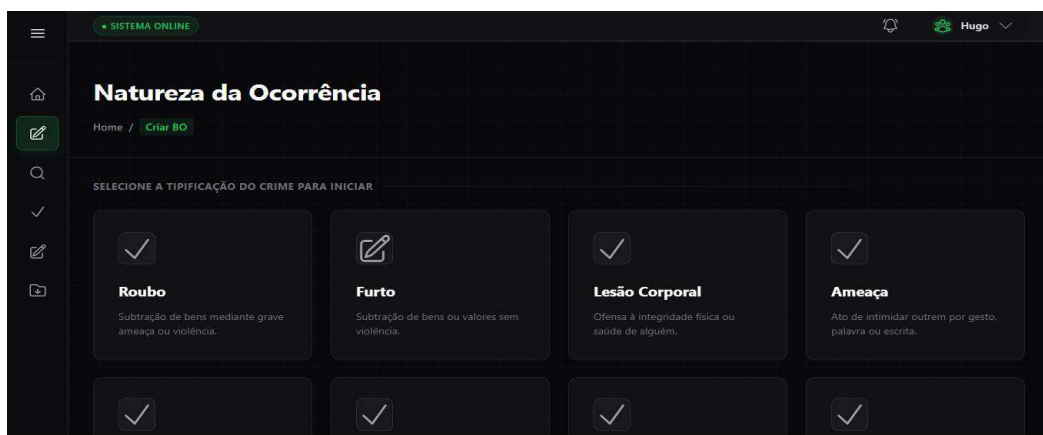 • SISTEMA ONLINE
Hugo
Natureza da Ocorrência
Home / Criar BO
SELECIONE A TIPIFICAÇÃO DO CRIME PARA INICIAR
Roubo
Subtração de bens mediante grave
ameaça ou violência.
Furto
Subtração de bens ou valores sem
violência.
Lesão Corporal
Ofensa à integridade física ou
saúde de alguém.
Ameaça
Ato de intimidar outrem por gesto,
palavra ou escrita.